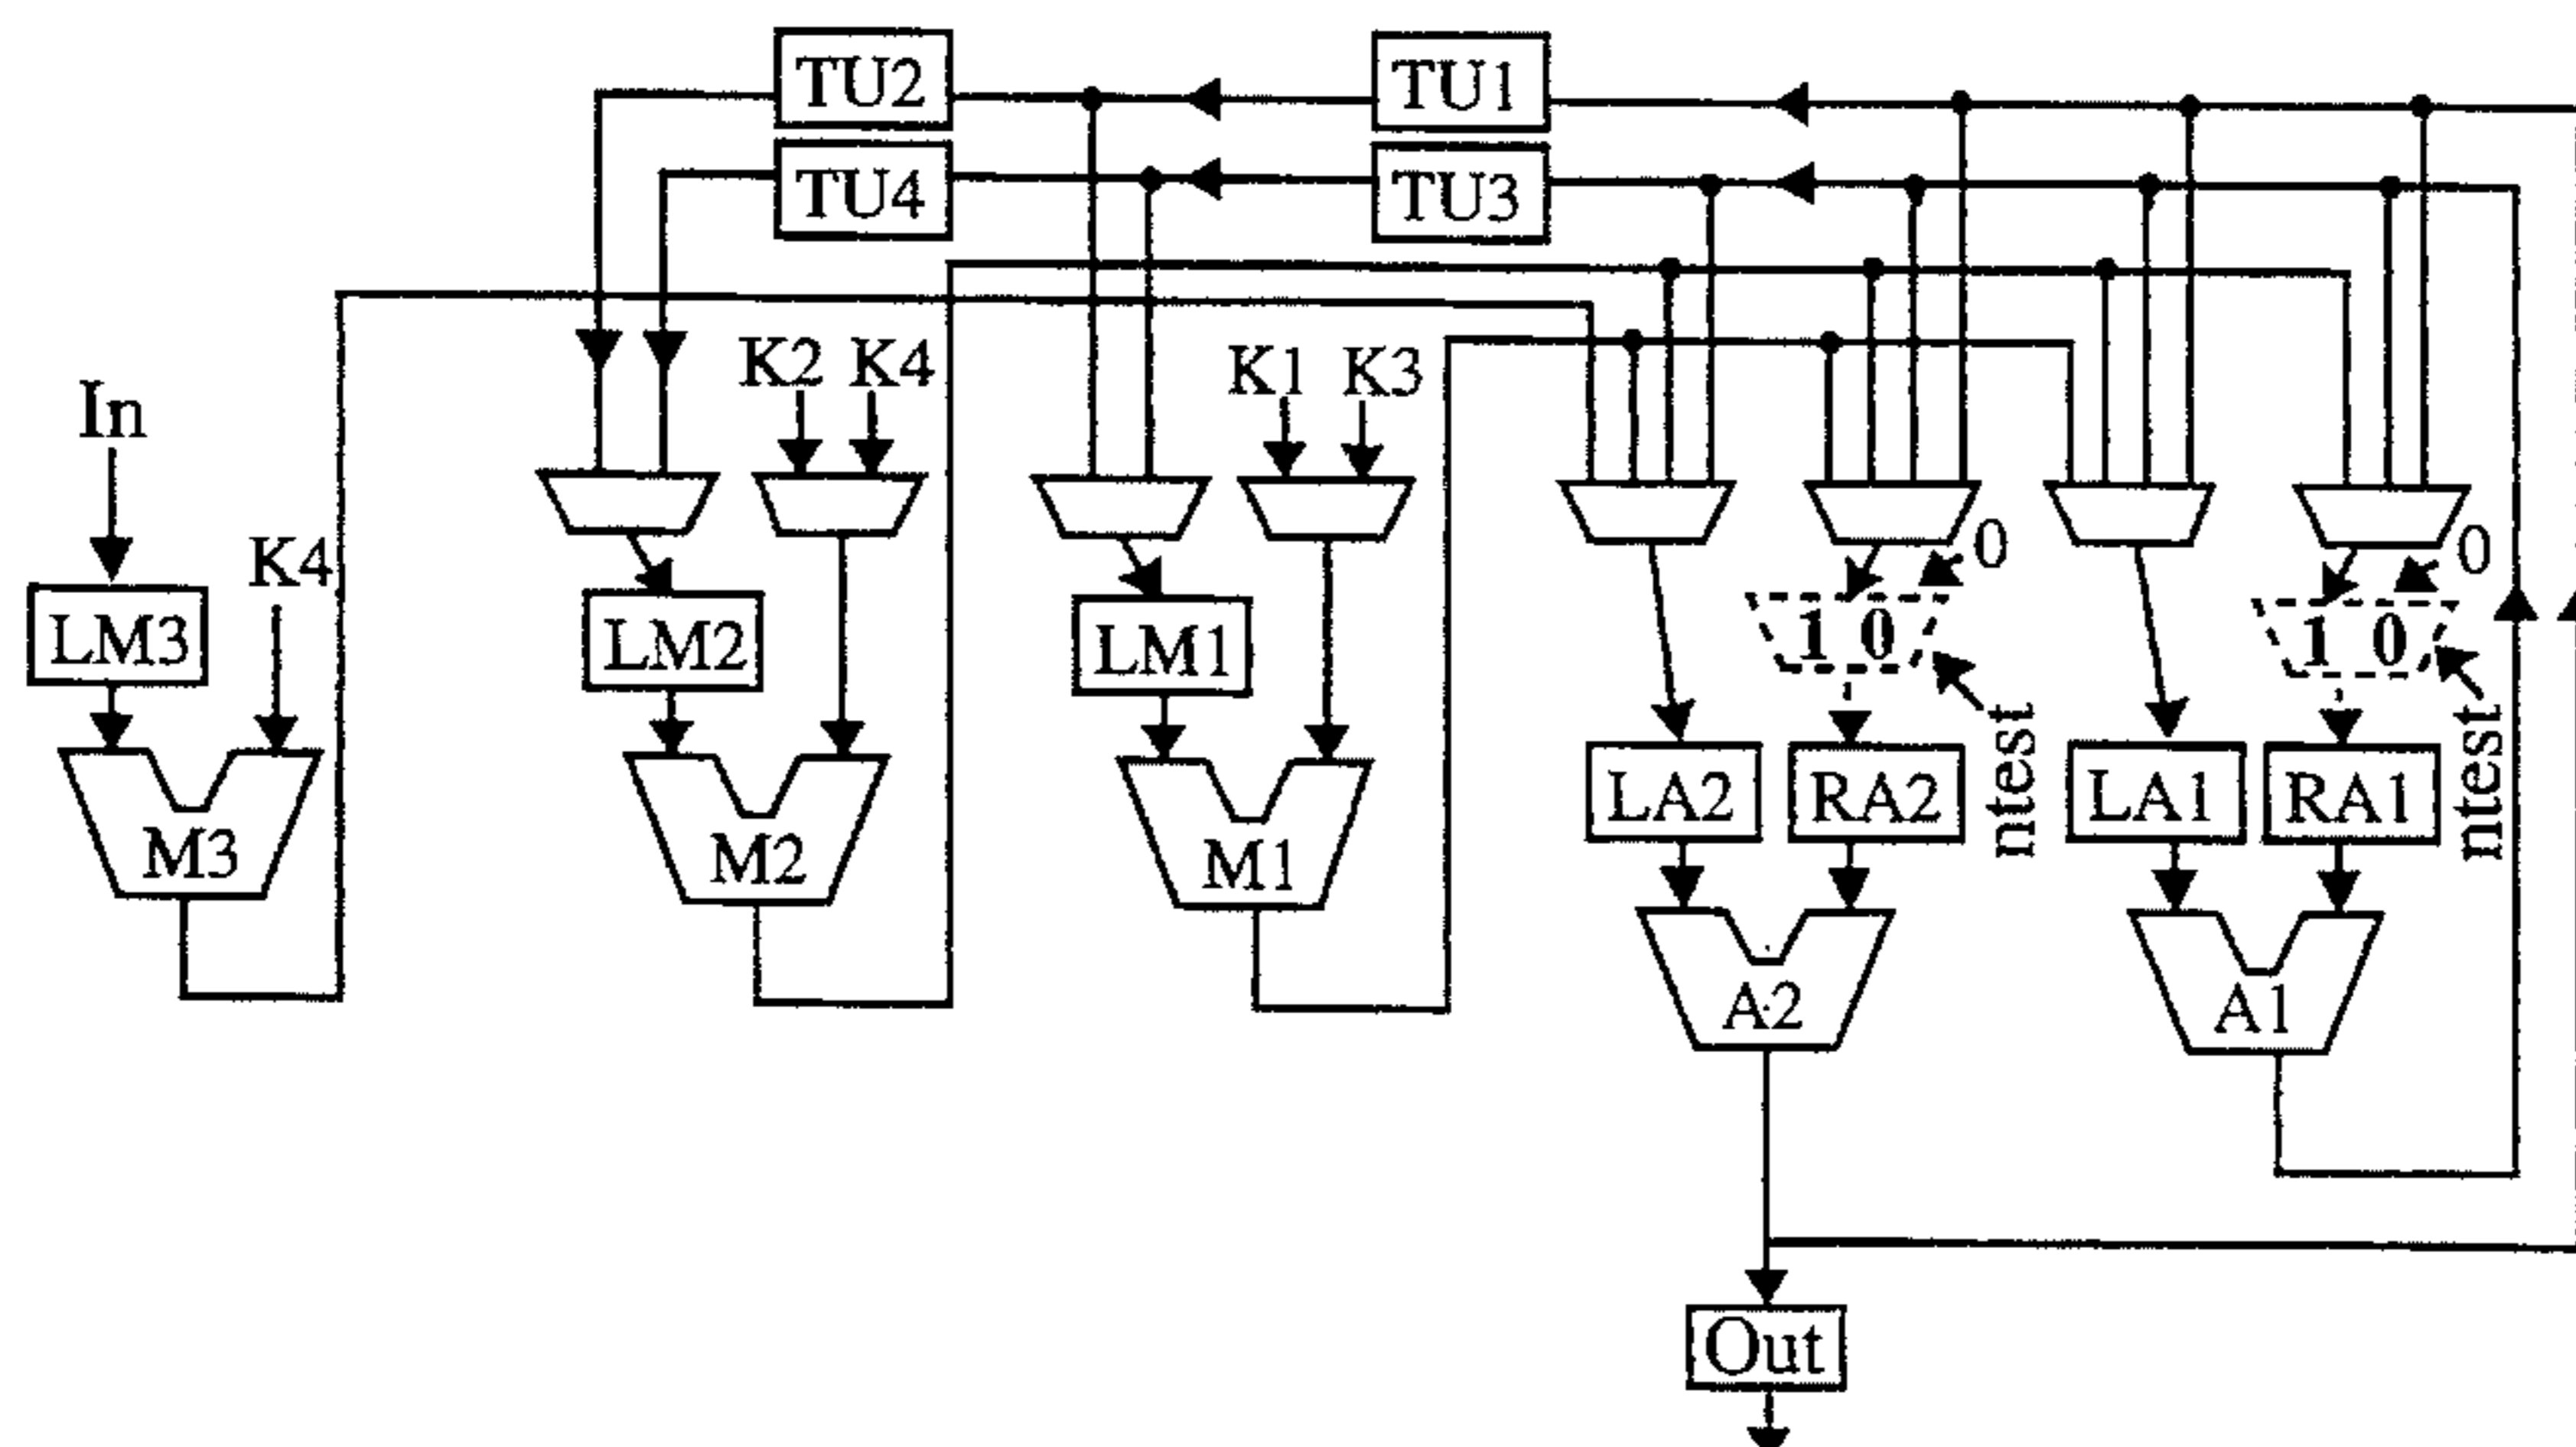 TU2 TU1
TU4 TU3
K2 K4 K1 K3
In
K4
0 0
LM3 LM2 LM1 1 0 1 0
ntest ntest
LA2 RA2 LA1 RA1
M3 M2 M1
A2 A1
Out